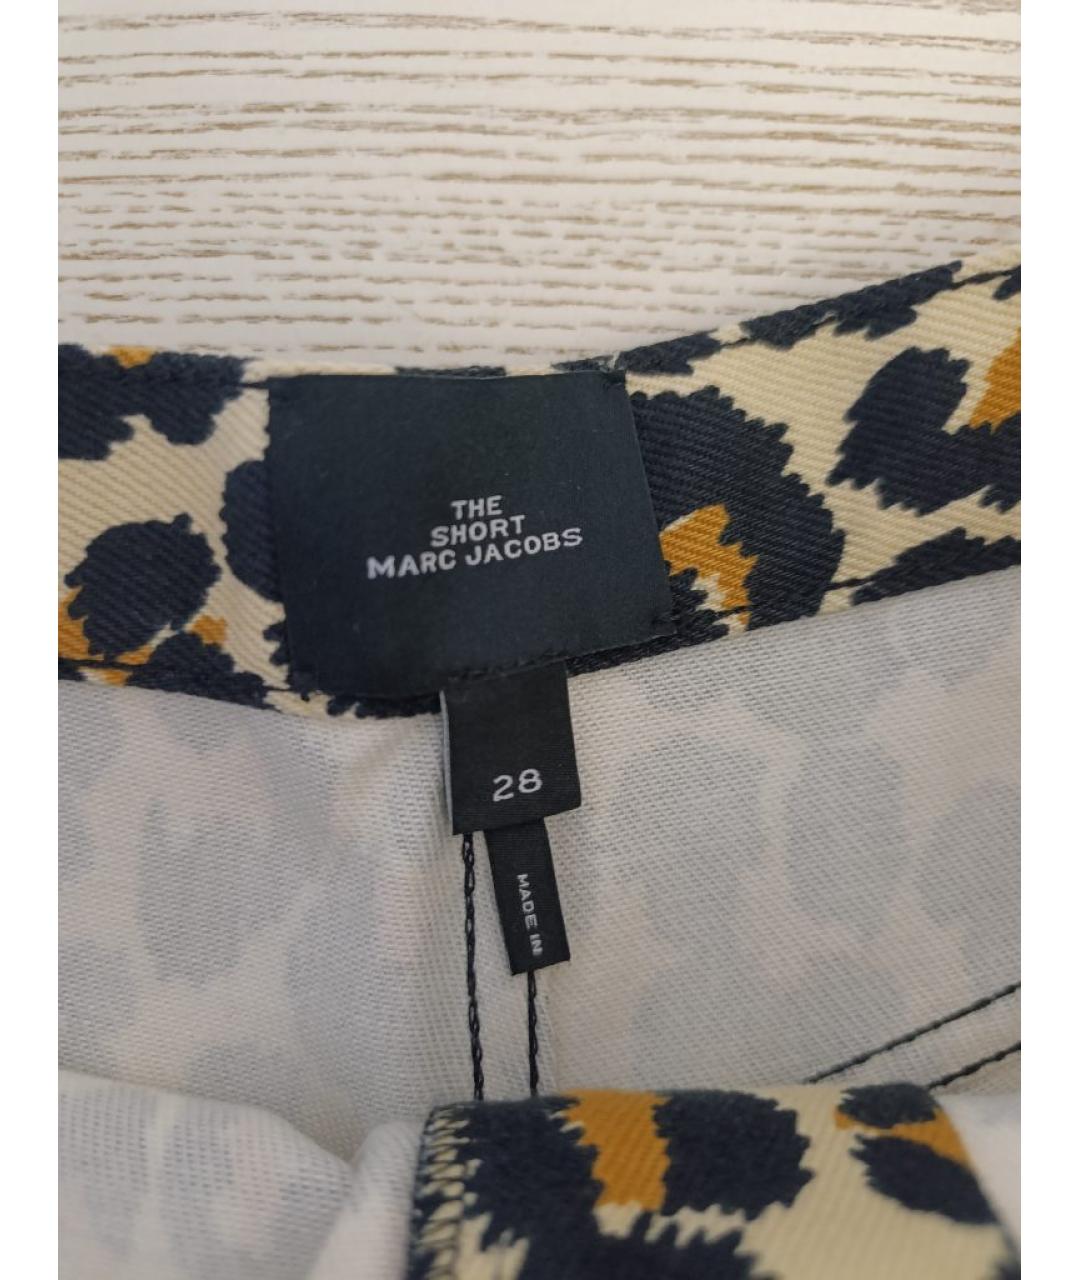 THE
SHORT
MARC JACOBS
28
MADE IN